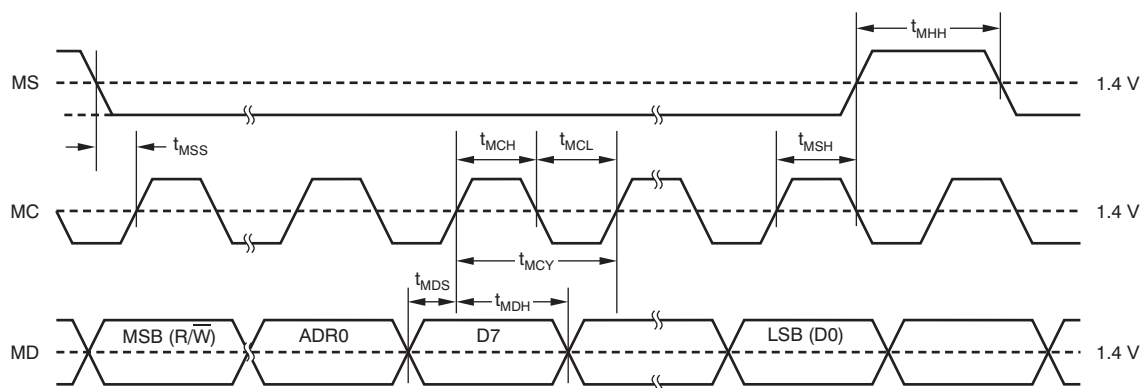 tMHH
MS
1.4 V
tMSS
tMCH
tMCL
tMSH
MC
1.4 V
tMCY
tMDS
tMDH
MD
MSB (R/W̅)
ADR0
D7
LSB (D0)
1.4 V